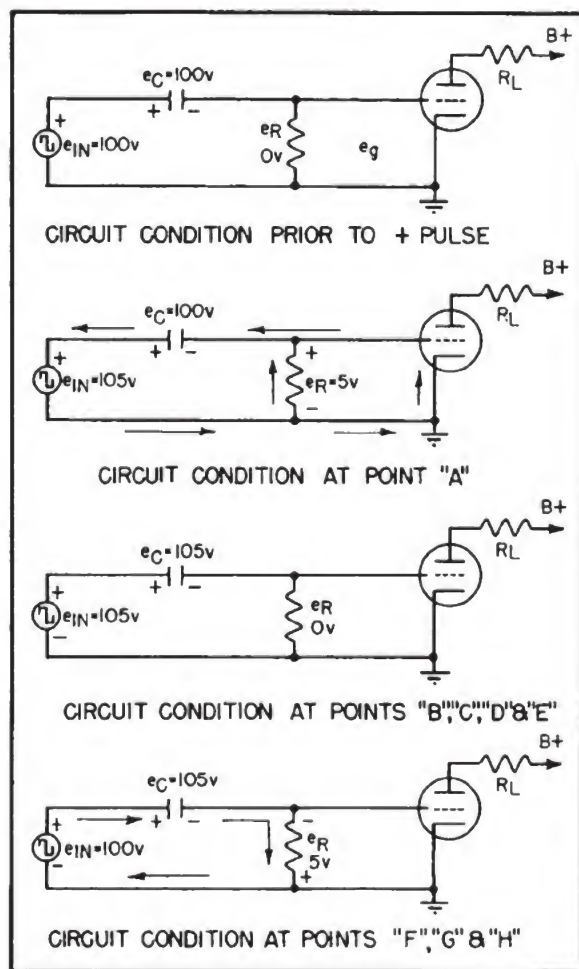 B+
eC=100v
RL
+ -
+
eIN=100v
eR
0v
eg
CIRCUIT CONDITION PRIOR TO + PULSE
B+
eC=100v
RL
+ -
+
+
eIN=105v
eR=5v
-
CIRCUIT CONDITION AT POINT "A"
B+
eC=105v
RL
+ -
+
eIN=105v
-
eR
0v
CIRCUIT CONDITION AT POINTS "B","C","D"&"E"
B+
eC=105v
RL
+ + - -
eIN=100v
-
eR
5v
+
CIRCUIT CONDITION AT POINTS "F","G" & "H"